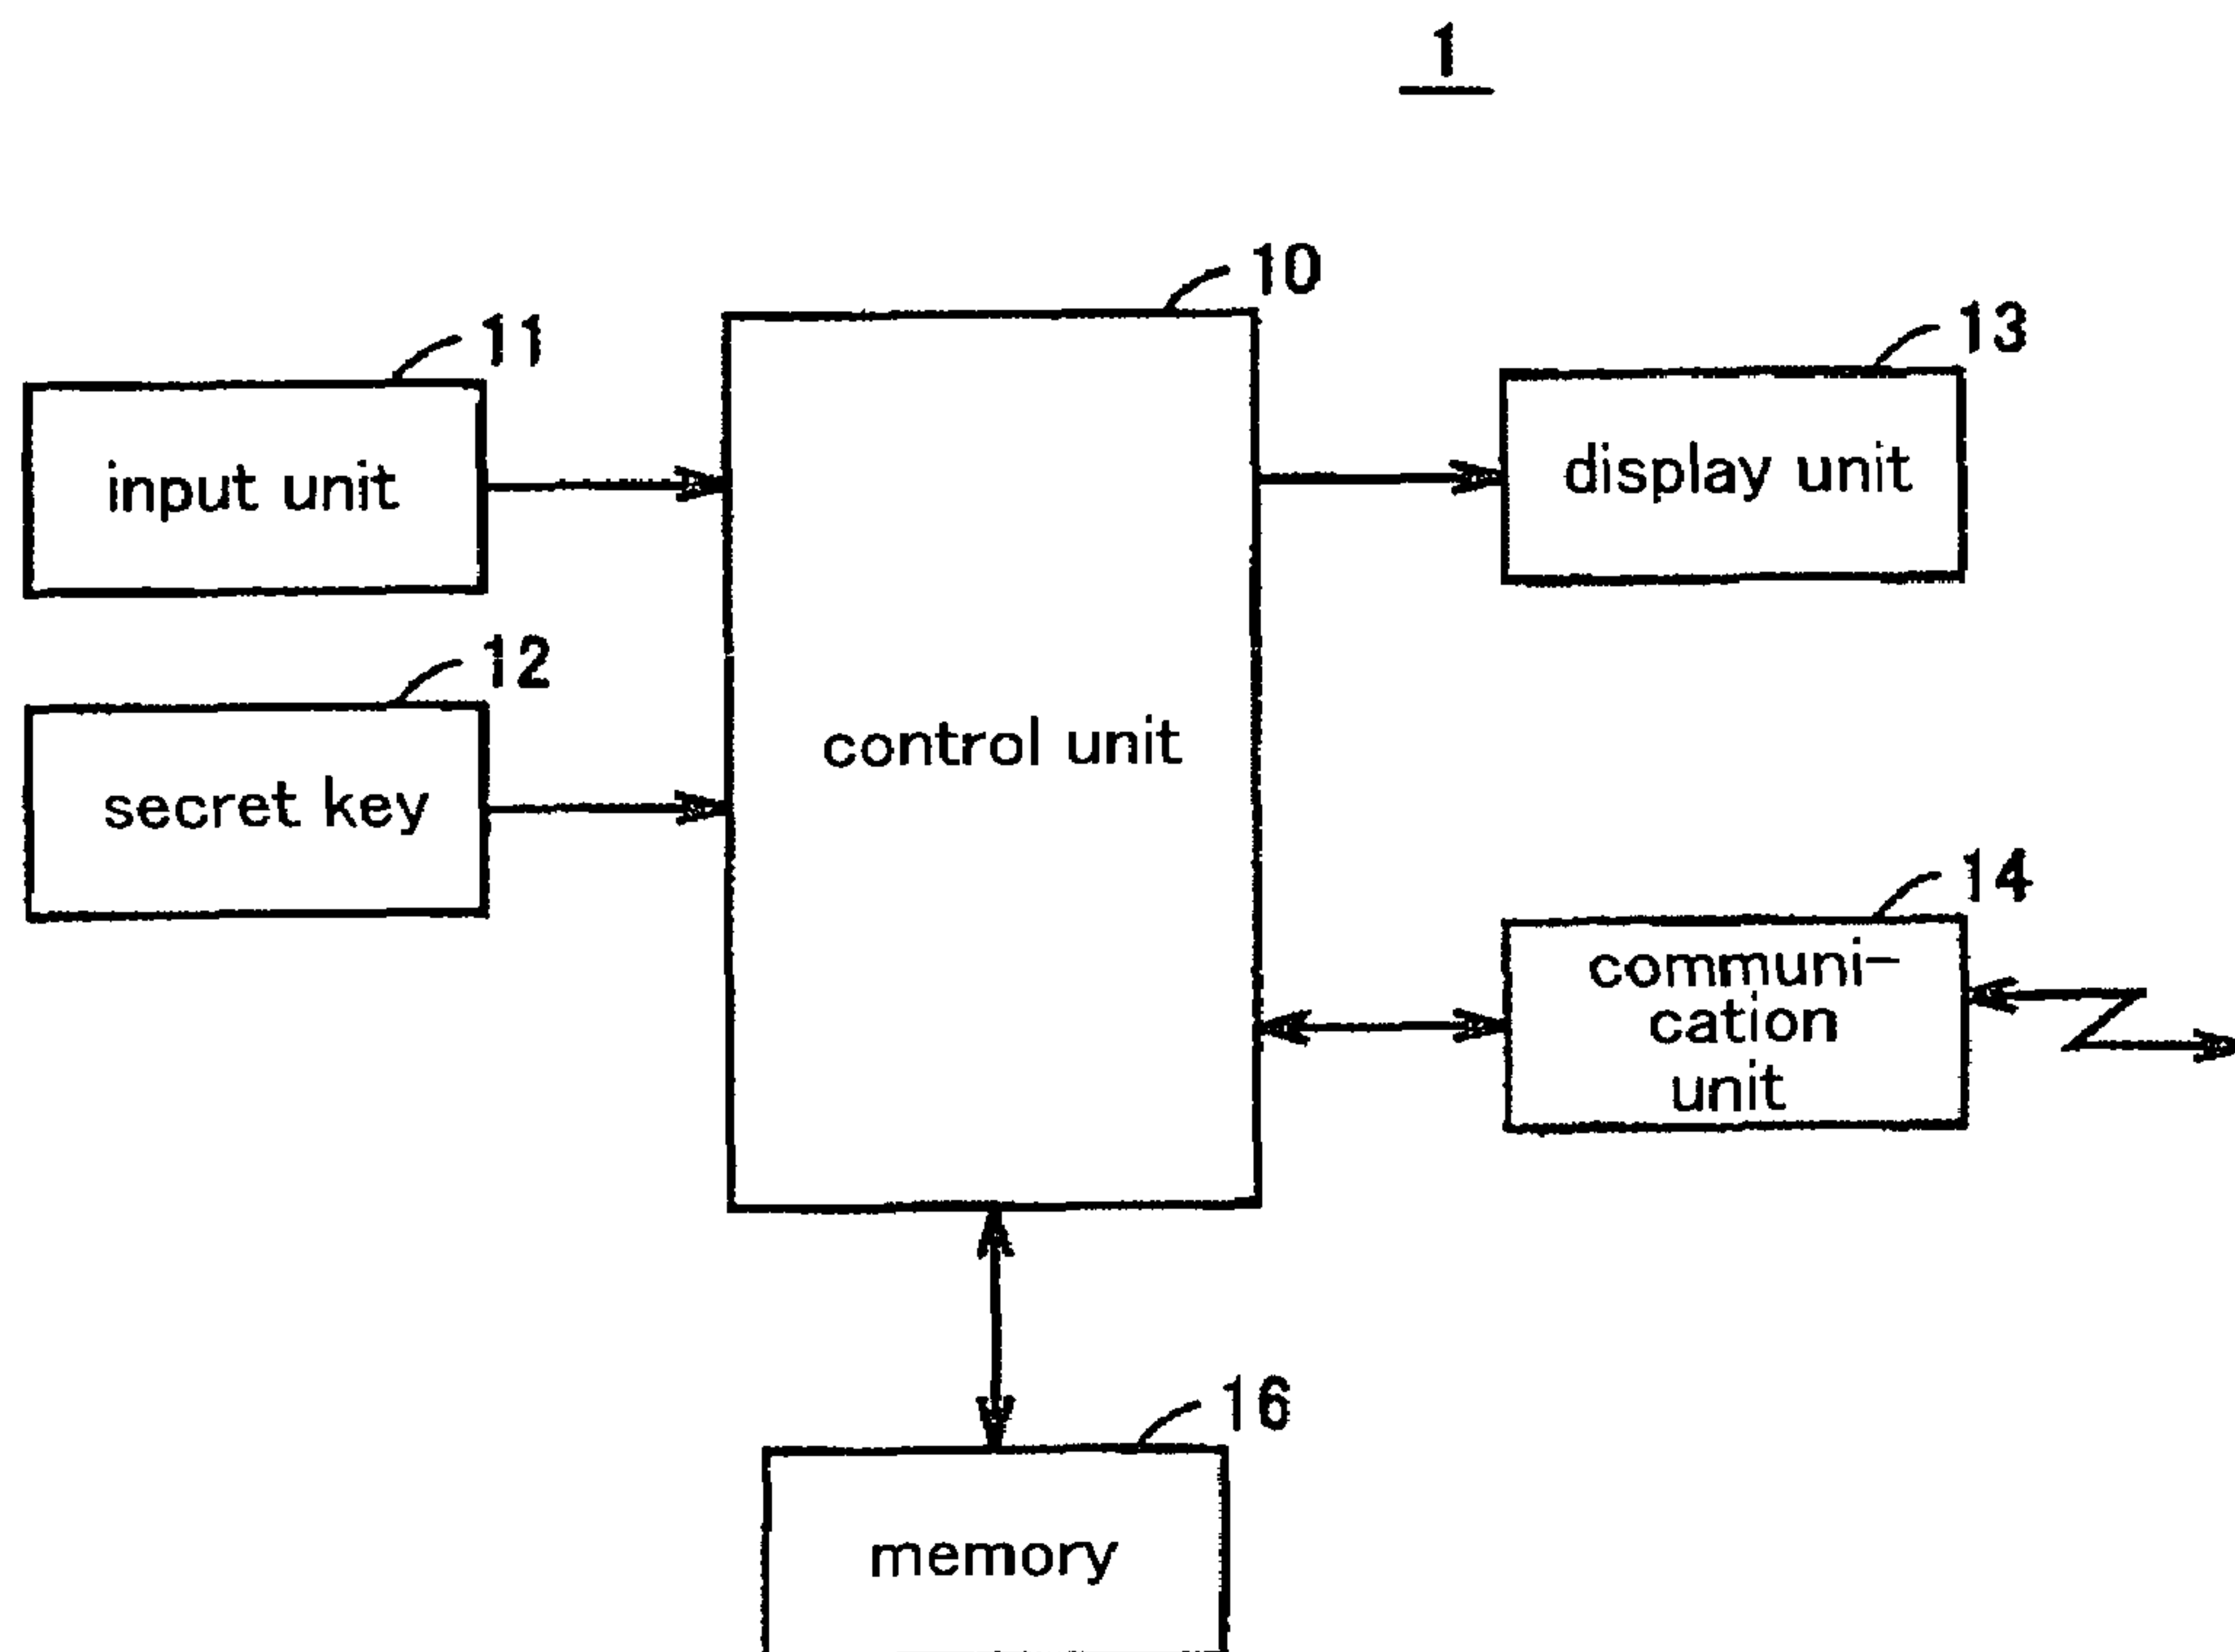 1
10
11
13
input unit
display unit
12
control unit
secret key
14
communi-
cation
unit
16
memory